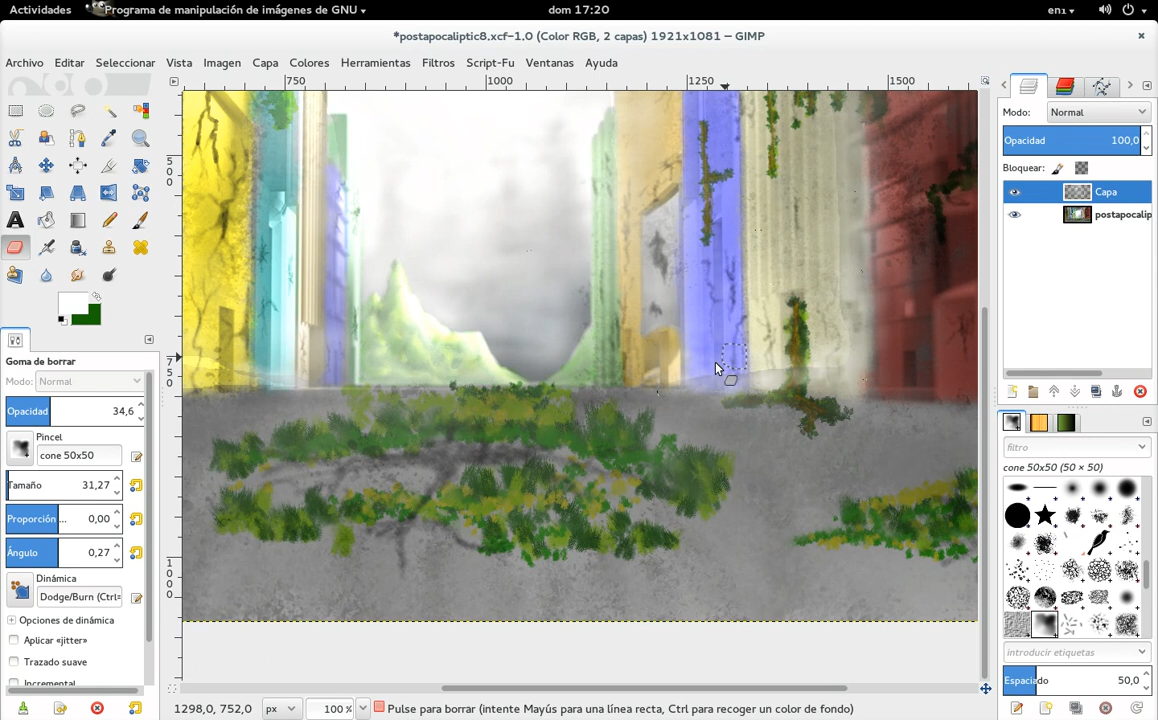 Actividades Programa de manipulación de imágenes de GNU dom 17:20 en₁
*postapocaliptic8.xcf-1.0 (Color RGB, 2 capas) 1921x1081 – GIMP
Archivo Editar Seleccionar Vista Imagen Capa Colores Herramientas Filtros Script-Fu Ventanas Ayuda
750 1000 1250 1500
500
750
1000
Goma de borrar
Modo: Normal
Opacidad 34,6
Pincel
cone 50x50
Tamaño 31,27
Proporción ... 0,00
Ángulo 0,27
Dinámica
Dodge/Burn (Ctrl=
Opciones de dinámica
Aplicar «jitter»
Trazado suave
Incremental
1298,0, 752,0 px 100 % Pulse para borrar (intente Mayús para una línea recta, Ctrl para recoger un color de fondo)
Modo: Normal
Opacidad 100,0
Bloquear:
Capa
postapocalip
filtro
cone 50x50 (50 × 50)
introducir etiquetas
Espaciado 50,0